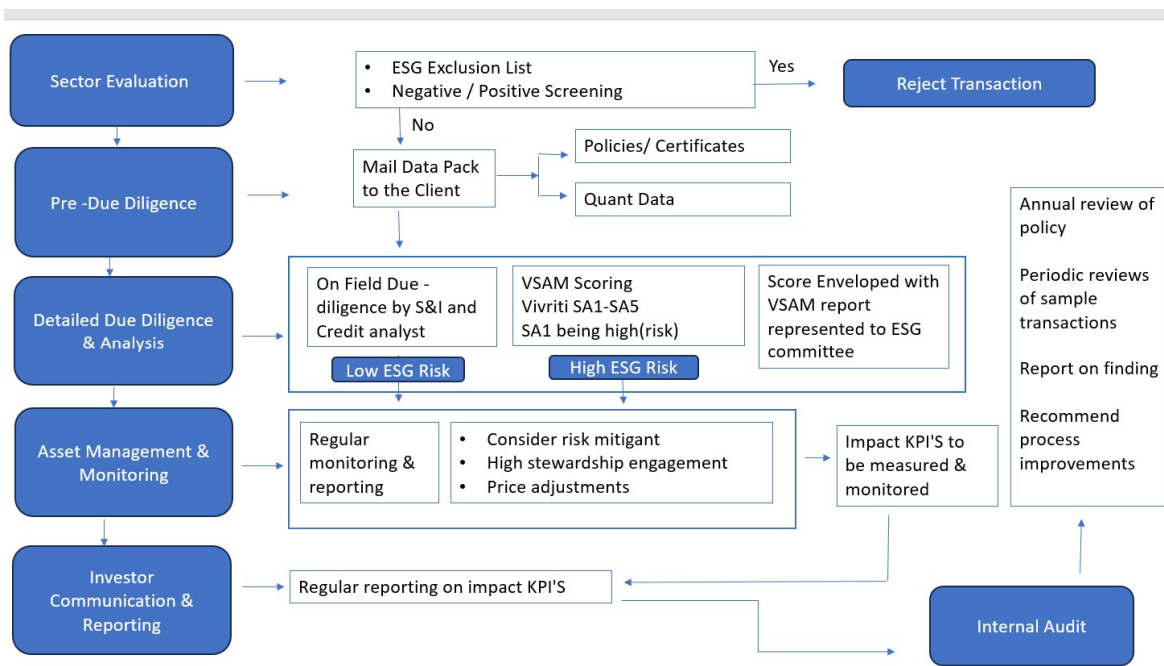 Sector Evaluation
• ESG Exclusion List
• Negative / Positive Screening
Yes
Reject Transaction
No
Pre -Due Diligence
Mail Data Pack
to the Client
Policies/ Certificates
Quant Data
Detailed Due Diligence
& Analysis
On Field Due -
diligence by S&I and
Credit analyst
Low ESG Risk
VSAM Scoring
Vivriti SA1-SA5
SA1 being high(risk)
High ESG Risk
Score Enveloped with
VSAM report
represented to ESG
committee
Asset Management &
Monitoring
Regular
monitoring &
reporting
• Consider risk mitigant
• High stewardship engagement
• Price adjustments
Impact KPI'S to
be measured &
monitored
Annual review of
policy
Periodic reviews
of sample
transactions
Report on finding
Recommend
process
improvements
Investor
Communication &
Reporting
Regular reporting on impact KPI'S
Internal Audit